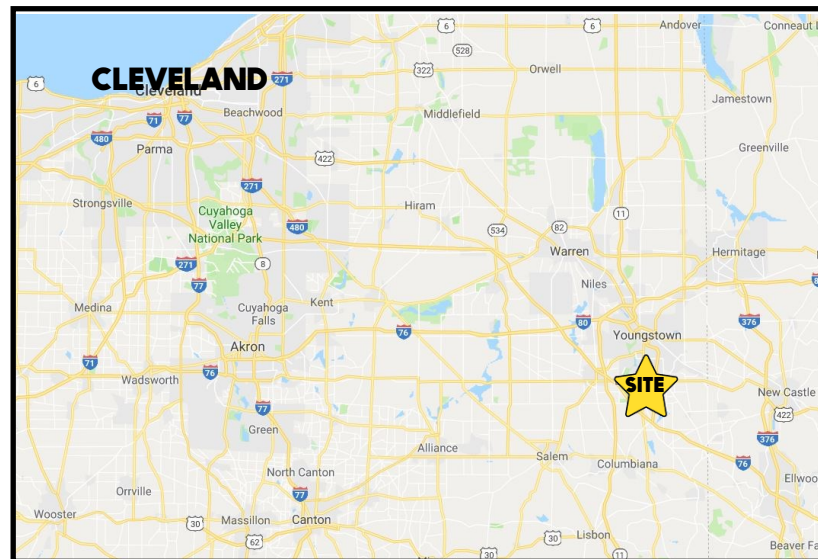 6
6
Andover
Conneaut L
528
CLEVELAND
322
Orwell
Cleveland
271
6
Jamestown
Beachwood
Middlefield
71
77
480
Parma
422
Greenville
271
Strongsville
Cuyahoga
Valley
National Park
Hiram
11
480
534
82
Warren
Hermitage
271
8
77
Niles
Medina
Cuyahoga
Falls
Kent
80
376
76
Youngstown
Akron
71
76
SITE
Wadsworth
New Castle
77
422
Green
376
Alliance
Salem
Columbiana
76
North Canton
Ellwoo
Orrville
77
Wooster
30
Massillon
Canton
62
30
Lisbon
30
11
Beaver Fa